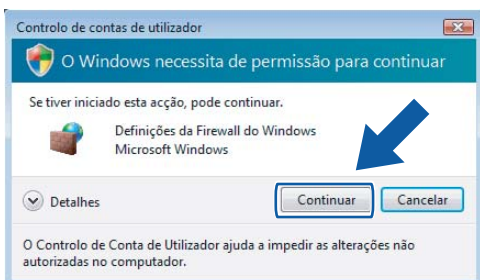 Controlo de contas de utilizador
O Windows necessita de permissão para continuar
Se tiver iniciado esta acção, pode continuar.
Definições da Firewall do Windows
Microsoft Windows
Detalhes
Continuar
Cancelar
O Controlo de Conta de Utilizador ajuda a impedir as alterações não
autorizadas no computador.